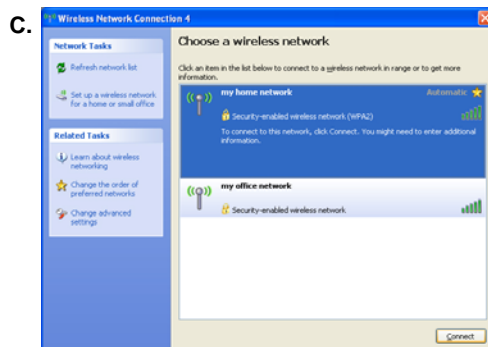 C.
Wireless Network Connection 4
Network Tasks
Refresh network list
Set up a wireless network
for a home or small office
Related Tasks
Learn about wireless
networking
Change the order of
preferred networks
Change advanced
settings
Choose a wireless network
Click an item in the list below to connect to a wireless network in range or to get more
information.
my home network Automatic
Security-enabled wireless network (WPA2)
To connect to this network, click Connect. You might need to enter additional
information.
my office network
Security-enabled wireless network
Connect